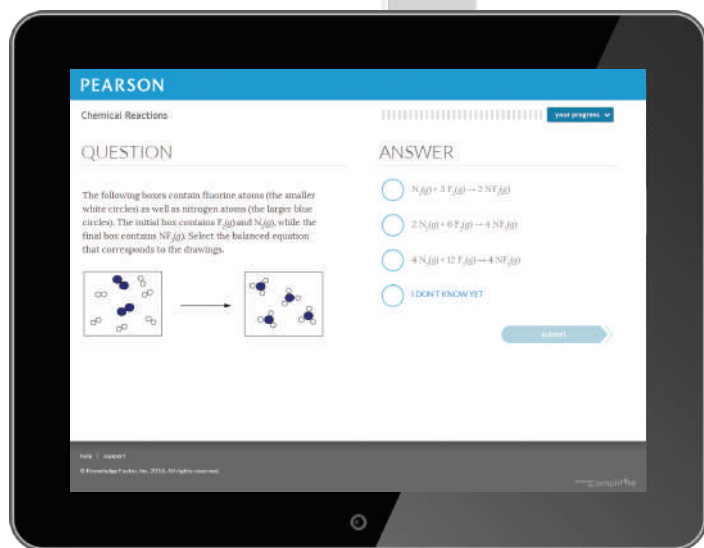 PEARSON
Chemical Reactions
your progress
QUESTION
ANSWER
The following boxes contain fluorine atoms (the smaller
white circles) as well as nitrogen atoms (the larger blue
circles). The initial box contains F₂(g) and N₂(g), while the
final box contains NF₃(g). Select the balanced equation
that corresponds to the drawings.
N₂(g) + 3 F₂(g) → 2 NF₃(g)
2 N₂(g) + 6 F₂(g) → 4 NF₃(g)
4 N₂(g) + 12 F₂(g) → 4 NF₃(g)
I DON'T KNOW YET
submit
help | support
© Knowledge Factor, Inc. 2016. All rights reserved.
amplifire